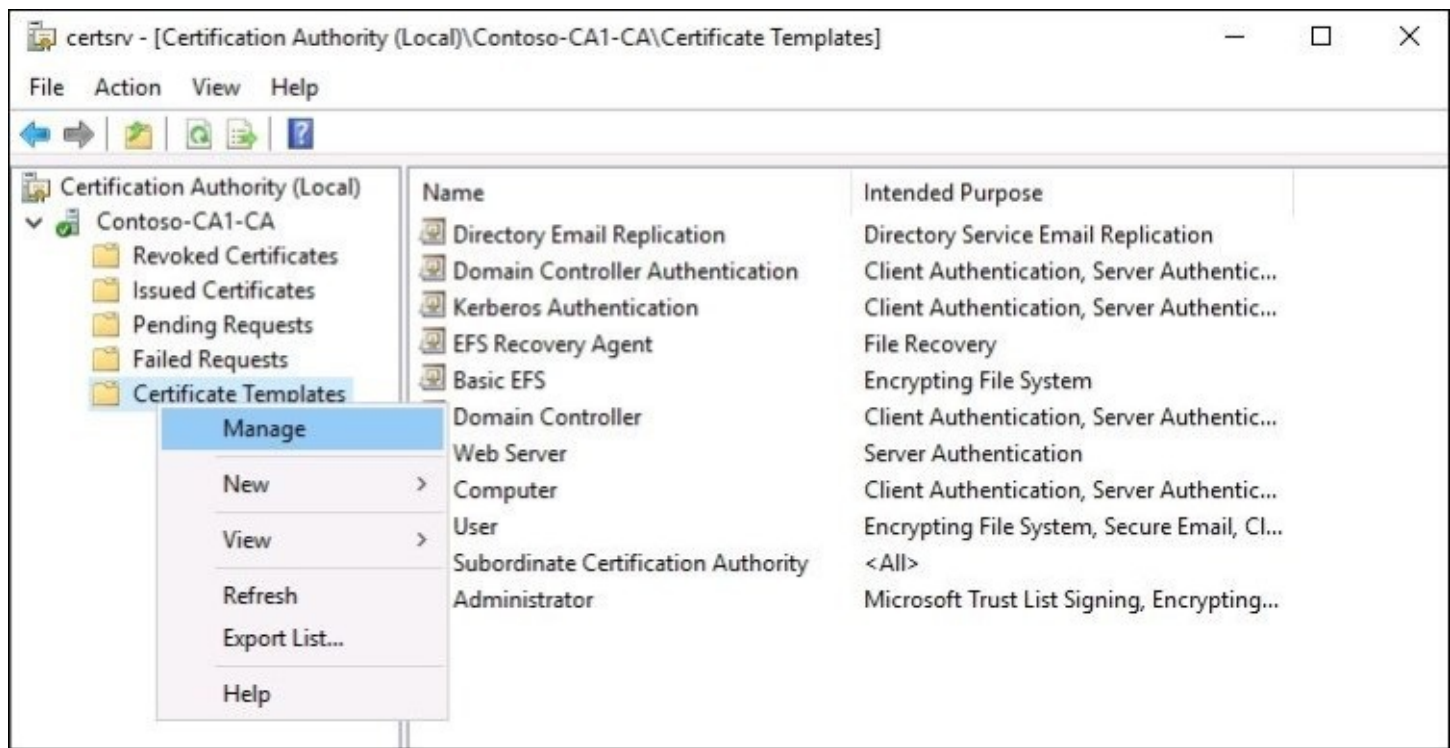 certsrv - [Certification Authority (Local)\Contoso-CA1-CA\Certificate Templates]
File Action View Help
Certification Authority (Local)
Contoso-CA1-CA
Revoked Certificates
Issued Certificates
Pending Requests
Failed Requests
Certificate Templates
Manage
New
View
Refresh
Export List...
Help
Name Intended Purpose
Directory Email Replication Directory Service Email Replication
Domain Controller Authentication Client Authentication, Server Authentic...
Kerberos Authentication Client Authentication, Server Authentic...
EFS Recovery Agent File Recovery
Basic EFS Encrypting File System
Domain Controller Client Authentication, Server Authentic...
Web Server Server Authentication
Computer Client Authentication, Server Authentic...
User Encrypting File System, Secure Email, Cl...
Subordinate Certification Authority <All>
Administrator Microsoft Trust List Signing, Encrypting...